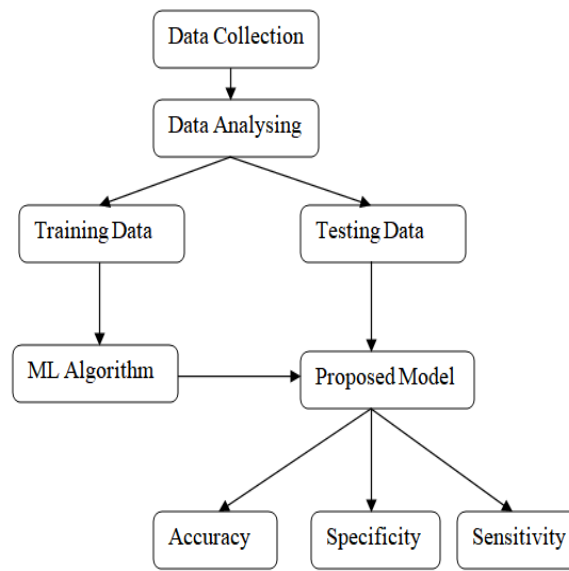 Data Collection
Data Analysing
Training Data
Testing Data
ML Algorithm
Proposed Model
Accuracy
Specificity
Sensitivity